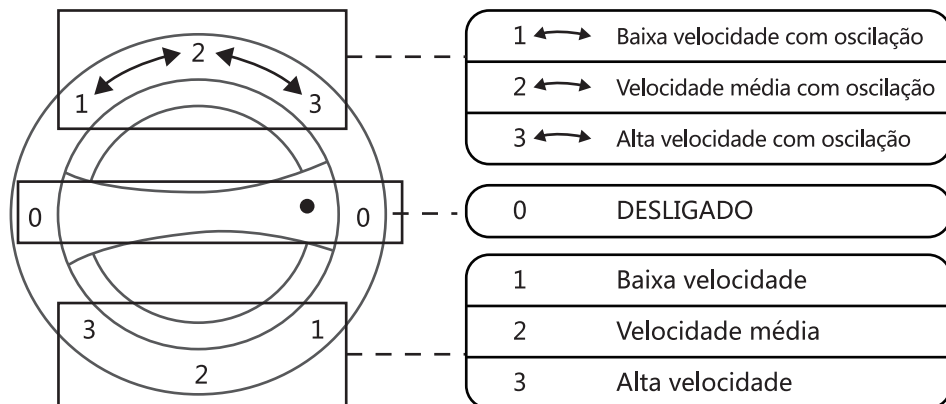 2
1
3
0
0
3
1
2
1 Baixa velocidade com oscilação
2 Velocidade média com oscilação
3 Alta velocidade com oscilação
0 DESLIGADO
1 Baixa velocidade
2 Velocidade média
3 Alta velocidade